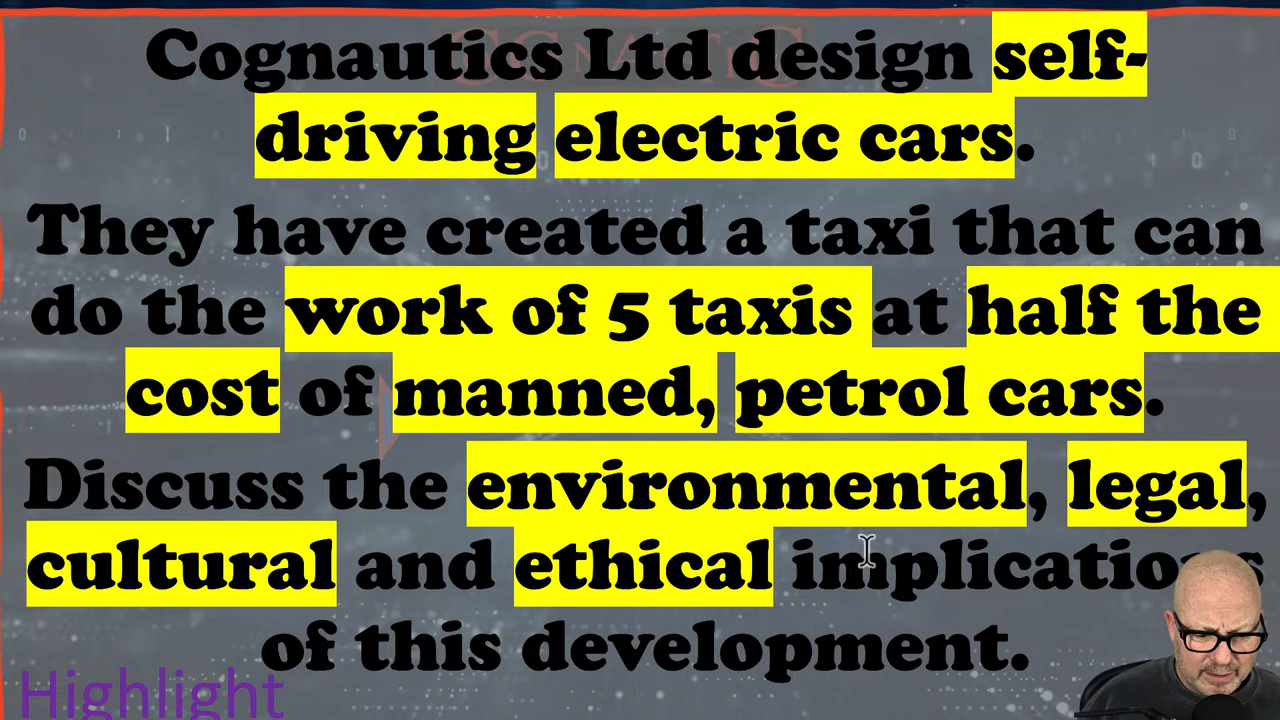 Cognautics Ltd design self-
driving electric cars.
They have created a taxi that can
do the work of 5 taxis at half the
cost of manned, petrol cars.
Discuss the environmental, legal,
cultural and ethical implications
of this development.
Highlight